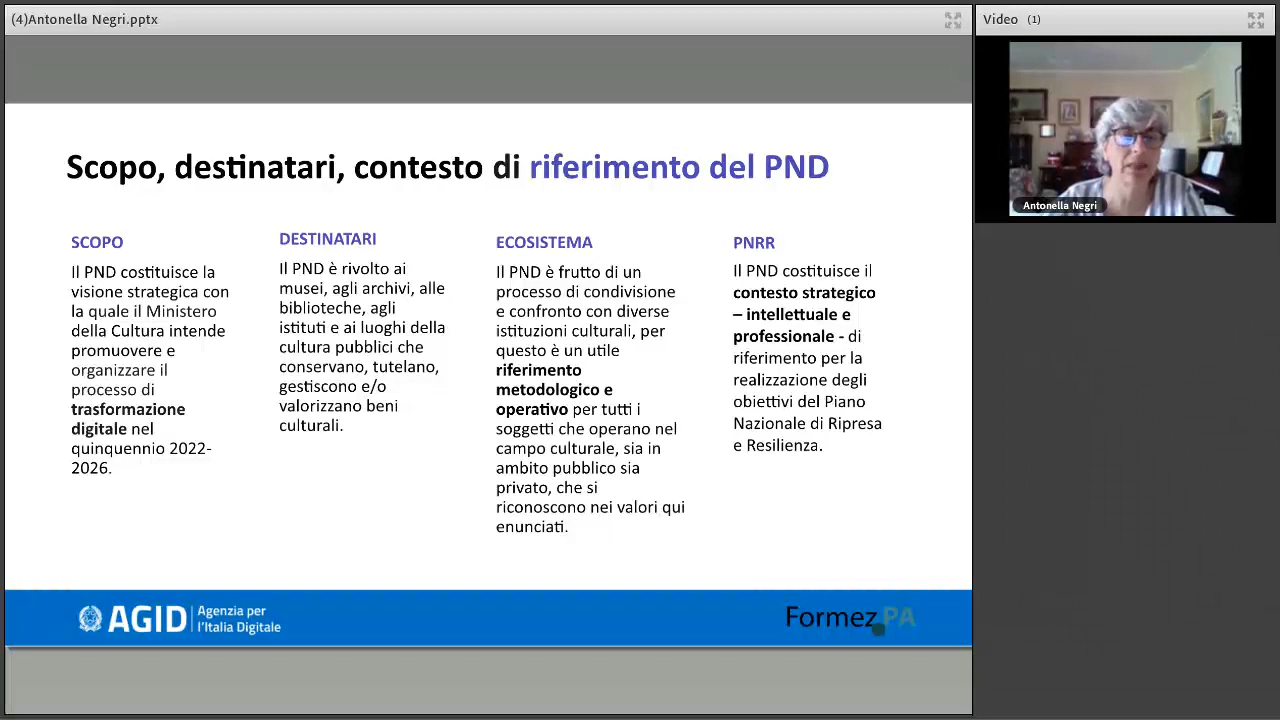 (4)Antonella Negri.pptx
Video (1)
Antonella Negri
Scopo, destinatari, contesto di riferimento del PND
SCOPO
Il PND costituisce la
visione strategica con
la quale il Ministero
della Cultura intende
promuovere e
organizzare il
processo di
trasformazione
digitale nel
quinquennio 2022-
2026.
DESTINATARI
Il PND è rivolto ai
musei, agli archivi, alle
biblioteche, agli
istituti e ai luoghi della
cultura pubblici che
conservano, tutelano,
gestiscono e/o
valorizzano beni
culturali.
ECOSISTEMA
Il PND è frutto di un
processo di condivisione
e confronto con diverse
istituzioni culturali, per
questo è un utile
riferimento
metodologico e
operativo per tutti i
soggetti che operano nel
campo culturale, sia in
ambito pubblico sia
privato, che si
riconoscono nei valori qui
enunciati.
PNRR
Il PND costituisce il
contesto strategico
– intellettuale e
professionale - di
riferimento per la
realizzazione degli
obiettivi del Piano
Nazionale di Ripresa
e Resilienza.
AGID
Agenzia per
l'Italia Digitale
Formez PA